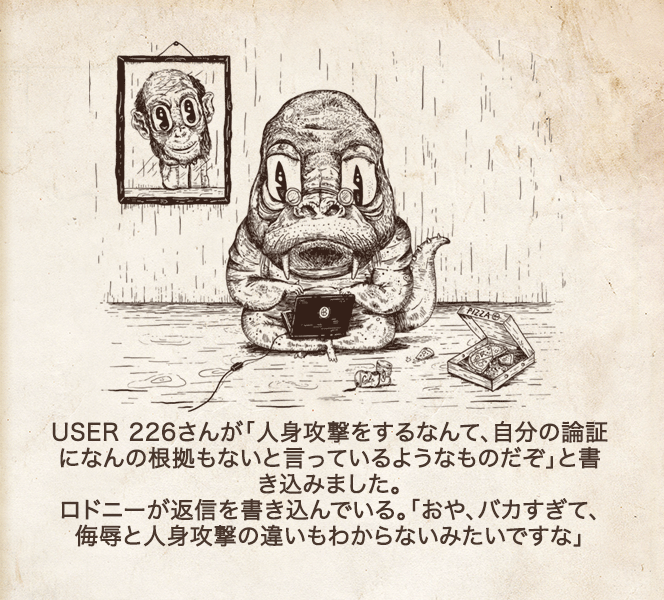 PIZZA
USER 226さんが「人身攻撃をするなんて、自分の論証
になんの根拠もないと言っているようなものだぞ」と書
き込みました。
ロドニーが返信を書き込んでいる。「おや、バカすぎて、
侮辱と人身攻撃の違いもわからないみたいですな」